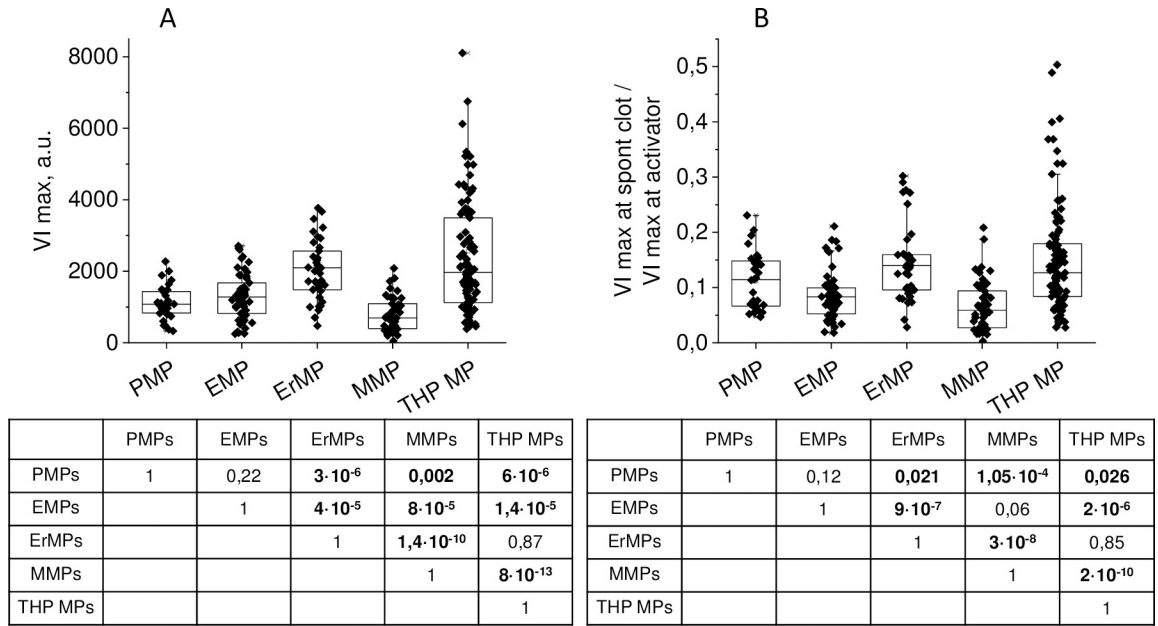 A
VI max, a.u.
8000
6000
4000
2000
0
PMP EMP ErMP MMP THP MP
B
VI max at spont clot /
VI max at activator
0,5
0,4
0,3
0,2
0,1
0,0
PMP EMP ErMP MMP THP MP
PMPs EMPs ErMPs MMPs THP MPs
PMPs 1 0,22 3·10⁻⁶ 0,002 6·10⁻⁶
EMPs 1 4·10⁻⁵ 8·10⁻⁵ 1,4·10⁻⁵
ErMPs 1 1,4·10⁻¹⁰ 0,87
MMPs 1 8·10⁻¹³
THP MPs 1
PMPs EMPs ErMPs MMPs THP MPs
PMPs 1 0,12 0,021 1,05·10⁻⁴ 0,026
EMPs 1 9·10⁻⁷ 0,06 2·10⁻⁶
ErMPs 1 3·10⁻⁸ 0,85
MMPs 1 2·10⁻¹⁰
THP MPs 1